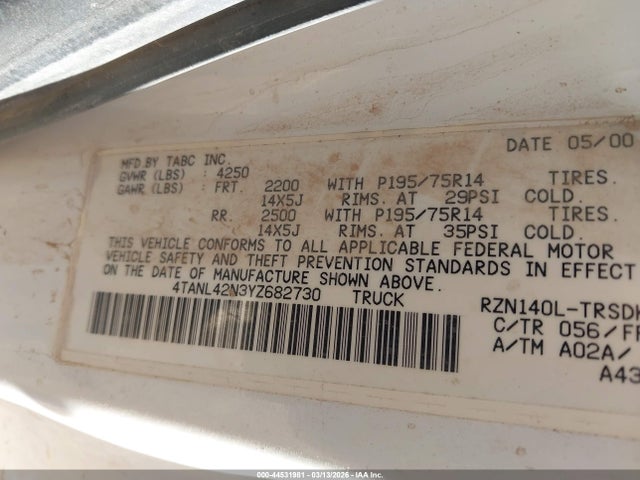 DATE 05/00
MFD.BY TABC INC.
GVWR (LBS) : 4250
GAWR (LBS) : FRT. 2200 WITH P195/75R14 TIRES.
14X5J RIMS. AT 29PSI COLD.
RR. 2500 WITH P195/75R14 TIRES.
14X5J RIMS. AT 35PSI COLD.
THIS VEHICLE CONFORMS TO ALL APPLICABLE FEDERAL MOTOR
VEHICLE SAFETY AND THEFT PREVENTION STANDARDS IN EFFECT
ON THE DATE OF MANUFACTURE SHOWN ABOVE.
4TANL42N3YZ682730 TRUCK
RZN140L-TRSDK
C/TR 056/FF
A/TM A02A/
A43
000-44531981 - 03/13/2026 - COPYRIGHT IAA, Inc.